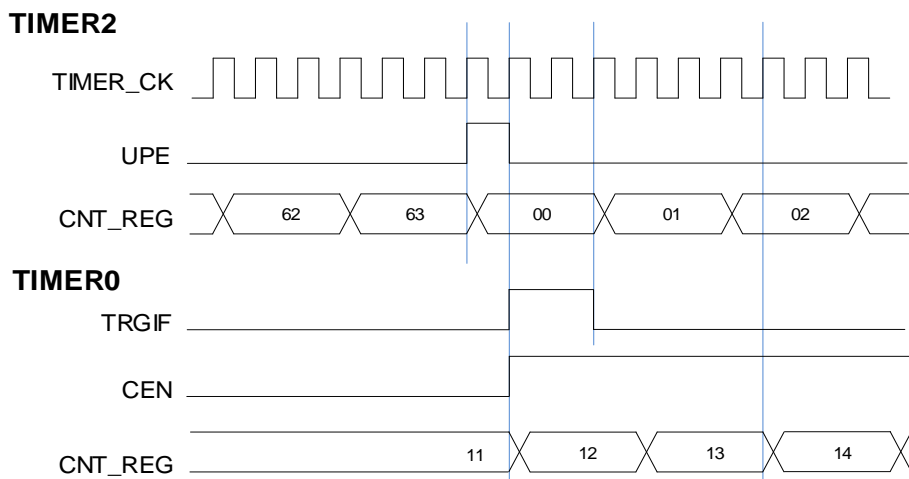 TIMER2
TIMER_CK
UPE
CNT_REG 62 63 00 01 02
TIMER0
TRGIF
CEN
CNT_REG 11 12 13 14